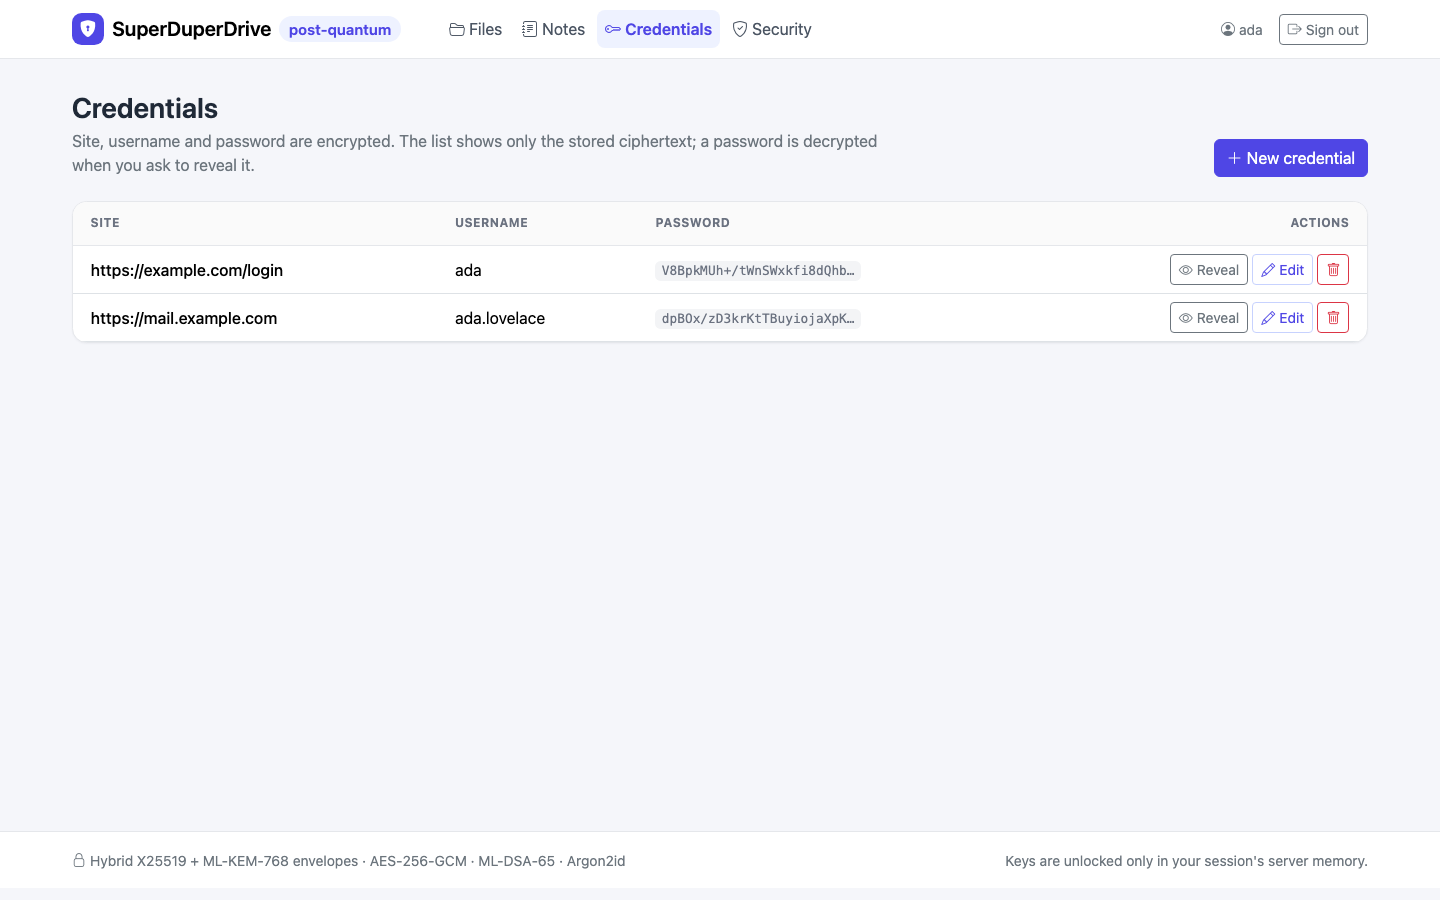 SuperDuperDrive post-quantum Files Notes Credentials Security ada Sign out
Credentials
Site, username and password are encrypted. The list shows only the stored ciphertext; a password is decrypted
when you ask to reveal it.
New credential
SITE USERNAME PASSWORD ACTIONS
https://example.com/login ada V8BpkMUh+/tWnSWxkfi8dQhb… Reveal Edit
https://mail.example.com ada.lovelace dpBOx/zD3krKtTBuyiojaXpK… Reveal Edit
Hybrid X25519 + ML-KEM-768 envelopes · AES-256-GCM · ML-DSA-65 · Argon2id Keys are unlocked only in your session's server memory.